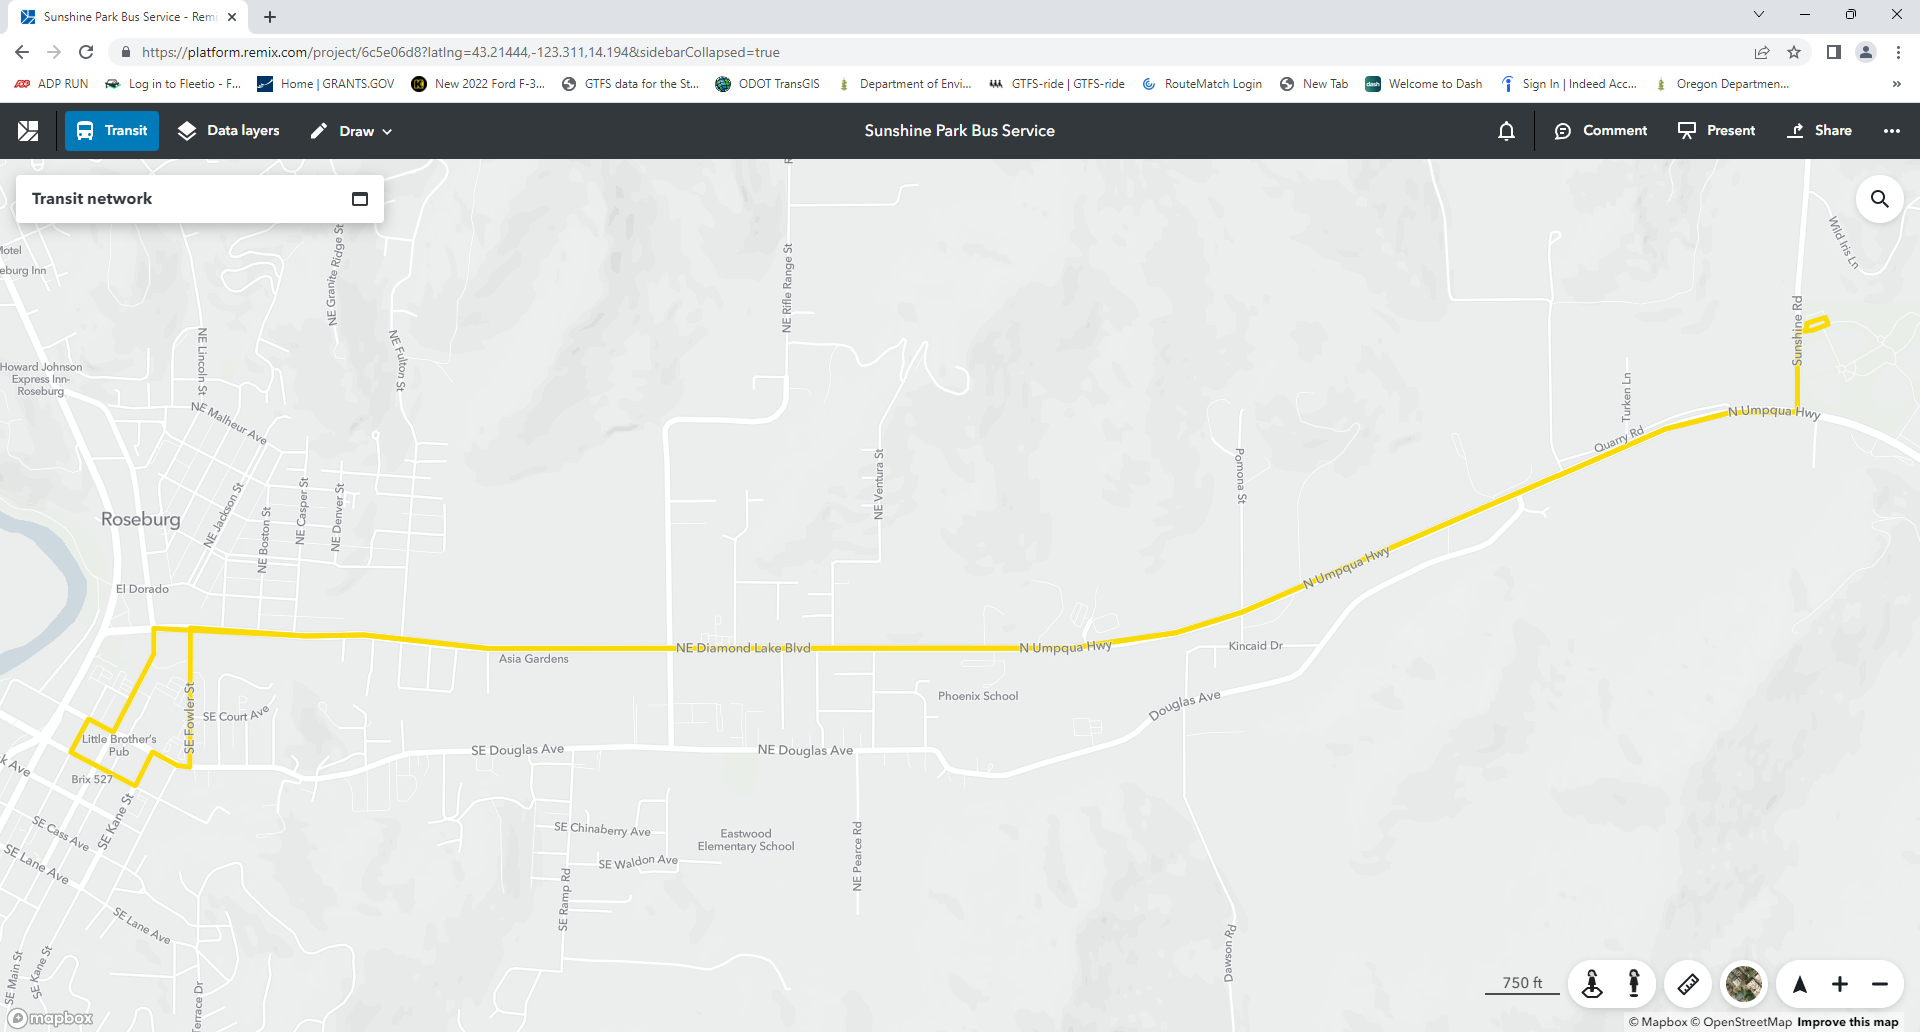 Sunshine Park Bus Service - Remi
https://platform.remix.com/project/6c5e06d8?latlng=43.21444,-123.311,14.194&sidebarCollapsed=true
ADP RUN
Log in to Fleetio - F...
Home | GRANTS.GOV
New 2022 Ford F-3...
GTFS data for the St...
ODOT TransGIS
Department of Envi...
GTFS-ride | GTFS-ride
RouteMatch Login
New Tab
dash
Welcome to Dash
Sign In | Indeed Acc...
Oregon Departmen...
»
Transit
Data layers
Draw
Sunshine Park Bus Service
Comment
Present
Share
Transit network
Motel
eburg Inn
NE Granite Ridge St
NE Rifle Range St
Wild Iris Ln
Sunshine Rd
NE Lincoln St
NE Fulton St
Howard Johnson
Express Inn-
Roseburg
NE Malheur Ave
Turken Ln
N Umpqua Hwy
Quarry Rd
NE Jackson St
NE Boston St
NE Casper St
NE Denver St
NE Ventura St
Pomona St
Roseburg
El Dorado
N Umpqua Hwy
NE Diamond Lake Blvd
N Umpqua Hwy
Kincaid Dr
Asia Gardens
Phoenix School
Douglas Ave
SE Fowler St
SE Court Ave
Little Brother's
Pub
SE Douglas Ave
NE Douglas Ave
k Ave
Brix 527
SE Kane St
SE Cass Ave
SE Lane Ave
SE Chinaberry Ave
Eastwood
Elementary School
SE Waldon Ave
NE Pearce Rd
SE Ramp Rd
SE Lane Ave
SE Main St
SE Kane St
Terrace Dr
Dawson Rd
750 ft
mapbox
© Mapbox © OpenStreetMap Improve this map